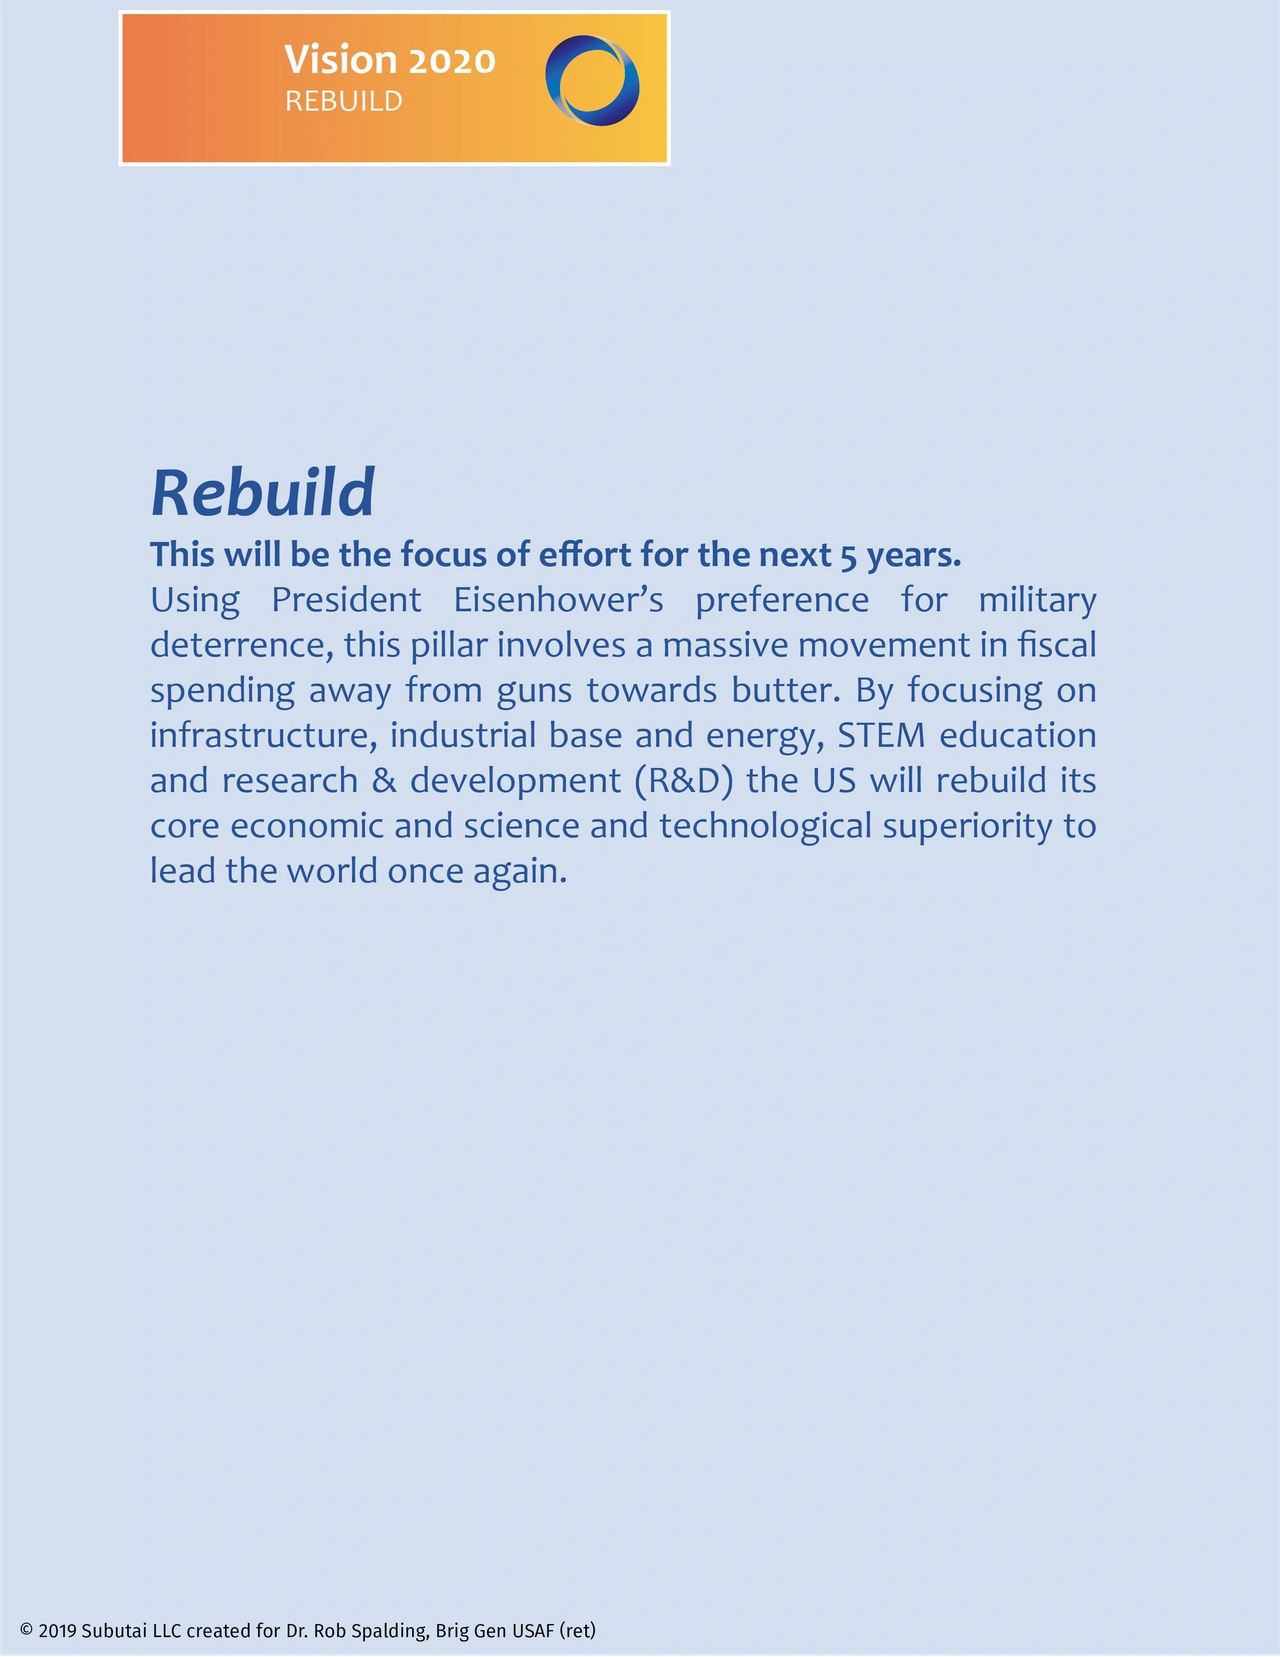 Vision 2020
REBUILD
Rebuild
This will be the focus of effort for the next 5 years.
Using President Eisenhower’s preference for military
deterrence, this pillar involves a massive movement in fiscal
spending away from guns towards butter. By focusing on
infrastructure, industrial base and energy, STEM education
and research & development (R&D) the US will rebuild its
core economic and science and technological superiority to
lead the world once again.
© 2019 Subutai LLC created for Dr. Rob Spalding, Brig Gen USAF (ret)